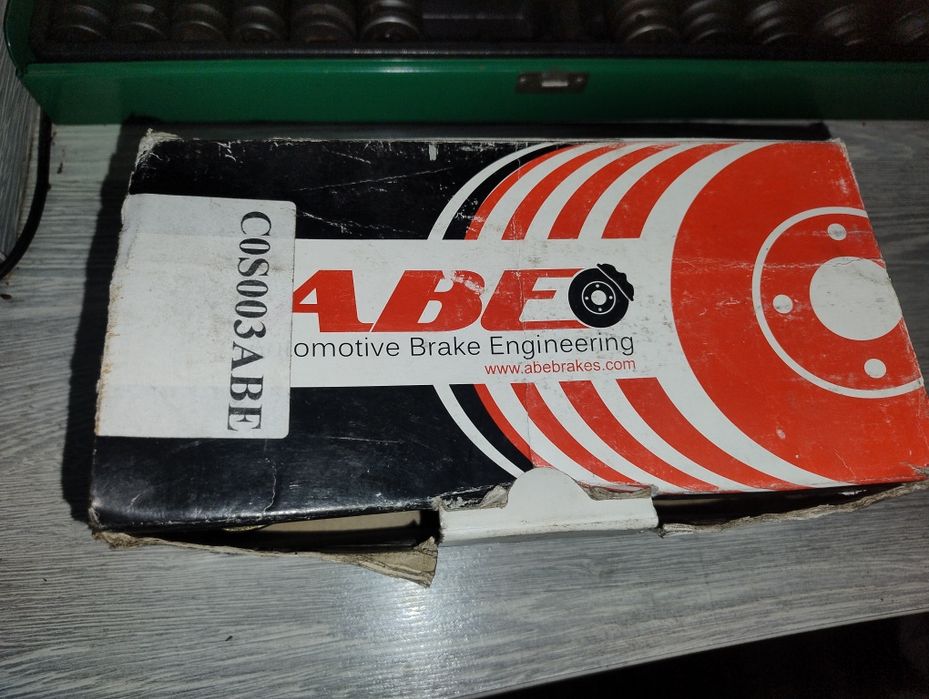 C0S003ABE
ABE
omotive Brake Engineering
www.abebrakes.com